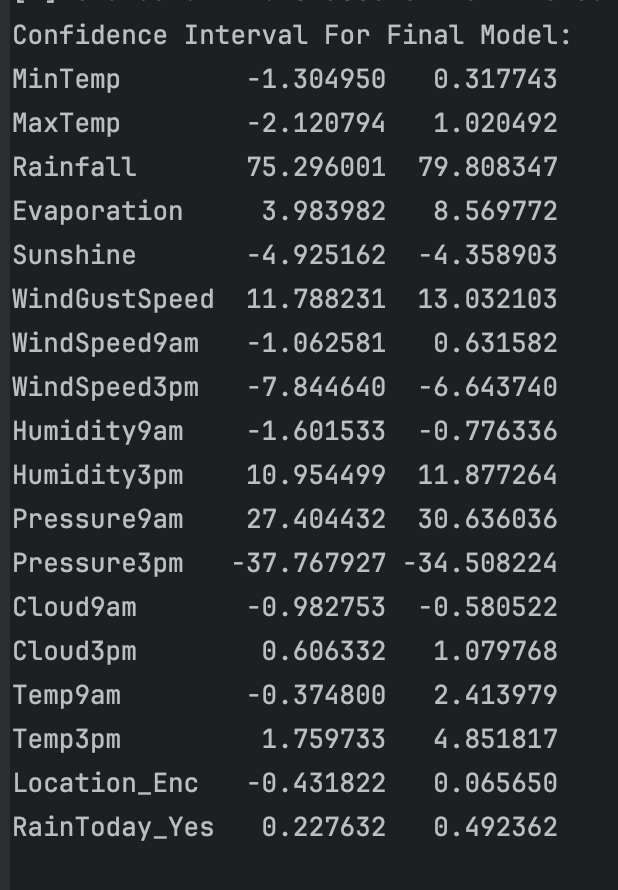 Confidence Interval For Final Model:
MinTemp -1.304950 0.317743
MaxTemp -2.120794 1.020492
Rainfall 75.296001 79.808347
Evaporation 3.983982 8.569772
Sunshine -4.925162 -4.358903
WindGustSpeed 11.788231 13.032103
WindSpeed9am -1.062581 0.631582
WindSpeed3pm -7.844640 -6.643740
Humidity9am -1.601533 -0.776336
Humidity3pm 10.954499 11.877264
Pressure9am 27.404432 30.636036
Pressure3pm -37.767927 -34.508224
Cloud9am -0.982753 -0.580522
Cloud3pm 0.606332 1.079768
Temp9am -0.374800 2.413979
Temp3pm 1.759733 4.851817
Location_Enc -0.431822 0.065650
RainToday_Yes 0.227632 0.492362